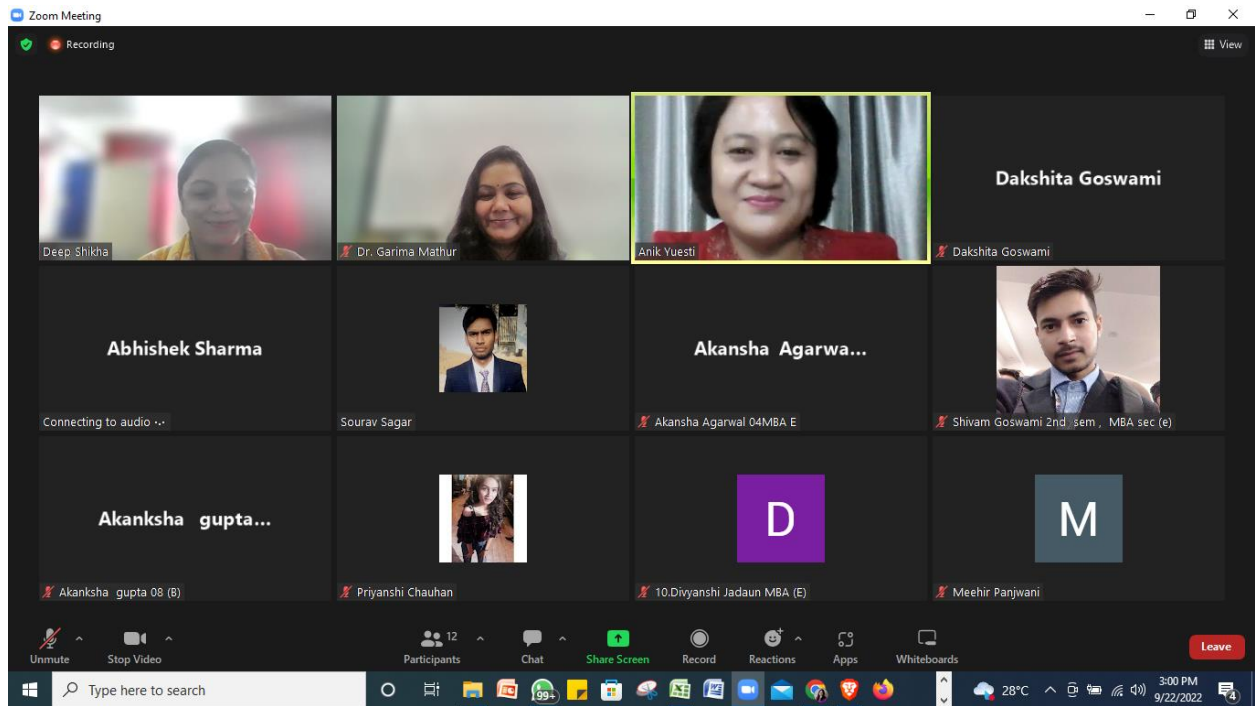 Zoom Meeting
Recording
View
Deep Shikha
Dr. Garima Mathur
Anik Yuesti
Dakshita Goswami
Dakshita Goswami
Abhishek Sharma
Connecting to audio
Sourav Sagar
Akansha Agarwa...
Akansha Agarwal 04MBA E
Shivam Goswami 2nd sem , MBA sec (e)
Akanksha gupta...
Akanksha gupta 08 (B)
Priyanshi Chauhan
D
10.Divyanshi Jadaun MBA (E)
M
Meehir Panjwani
Unmute
Stop Video
12
Participants
Chat
Share Screen
Record
Reactions
Apps
Whiteboards
Leave
Type here to search
99+
28°C
3:00 PM
9/22/2022
4